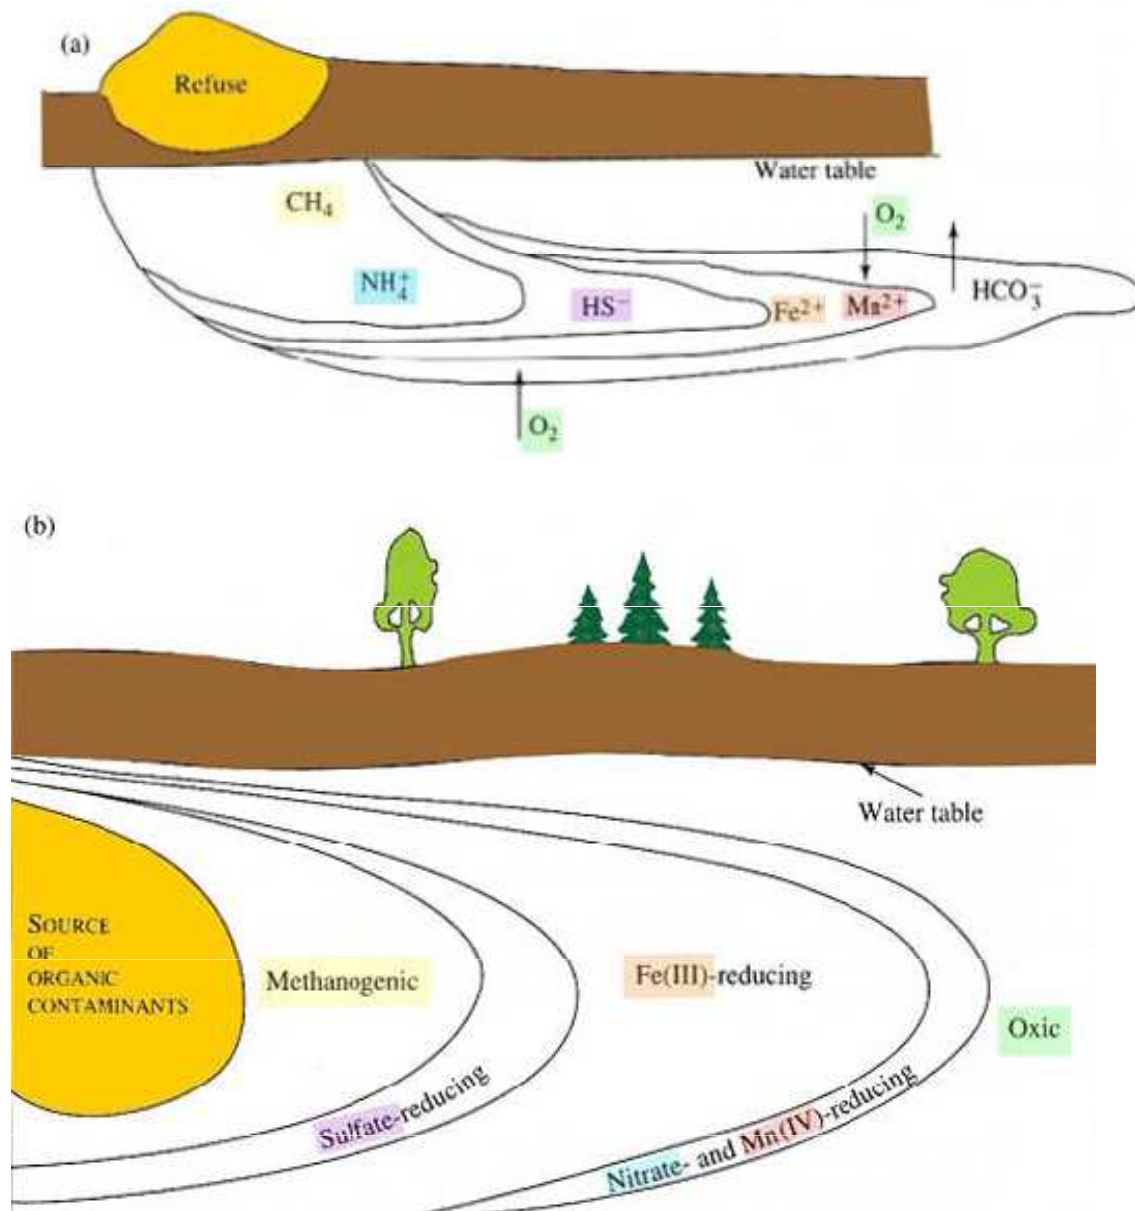 (a)
Refuse
Water table
CH₄
O₂
NH₄⁺
HS⁻
Fe²⁺
Mn²⁺
HCO₃⁻
O₂
(b)
Water table
SOURCE
OF
ORGANIC
CONTAMINANTS
Methanogenic
Fe(III)-reducing
Oxic
Sulfate-reducing
Nitrate- and Mn(IV)-reducing